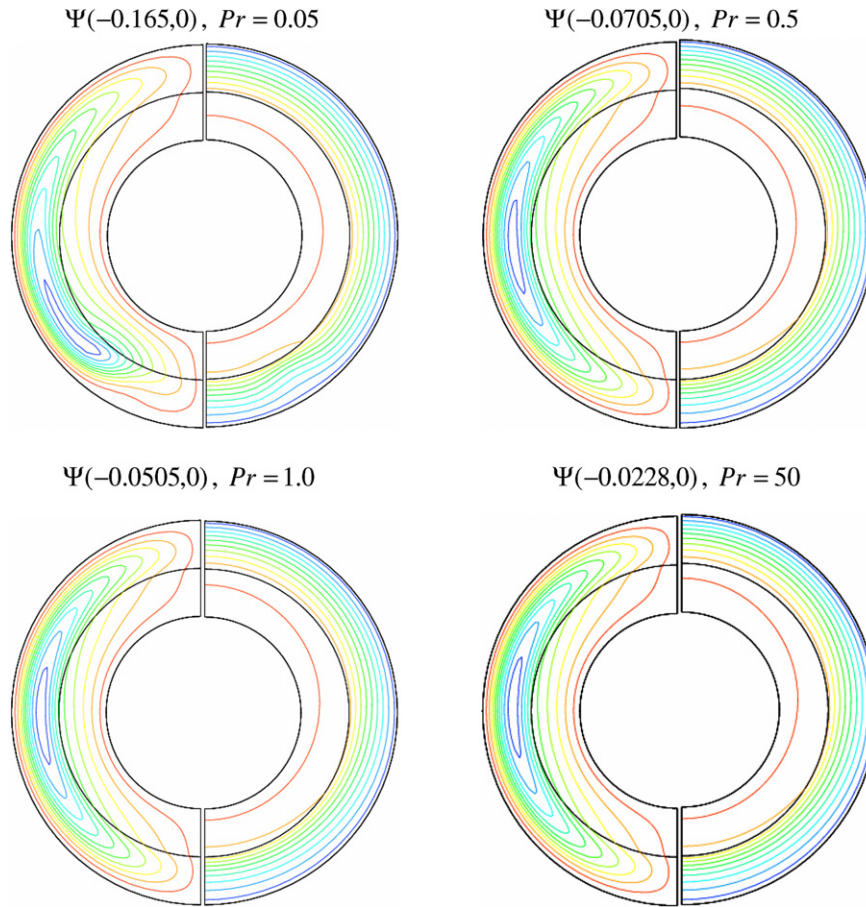 Ψ(−0.165,0), Pr = 0.05
Ψ(−0.0705,0), Pr = 0.5
Ψ(−0.0505,0), Pr = 1.0
Ψ(−0.0228,0), Pr = 50